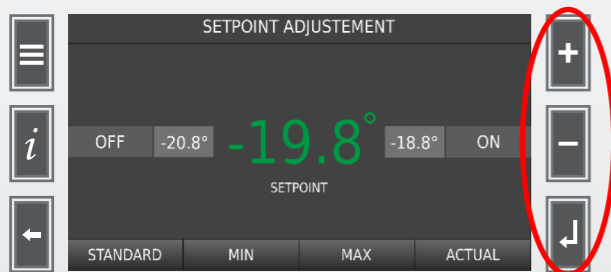 SETPOINT ADJUSTEMENT
+
i
OFF -20.8° -19.8° -18.8° ON
−
SETPOINT
STANDARD MIN MAX ACTUAL